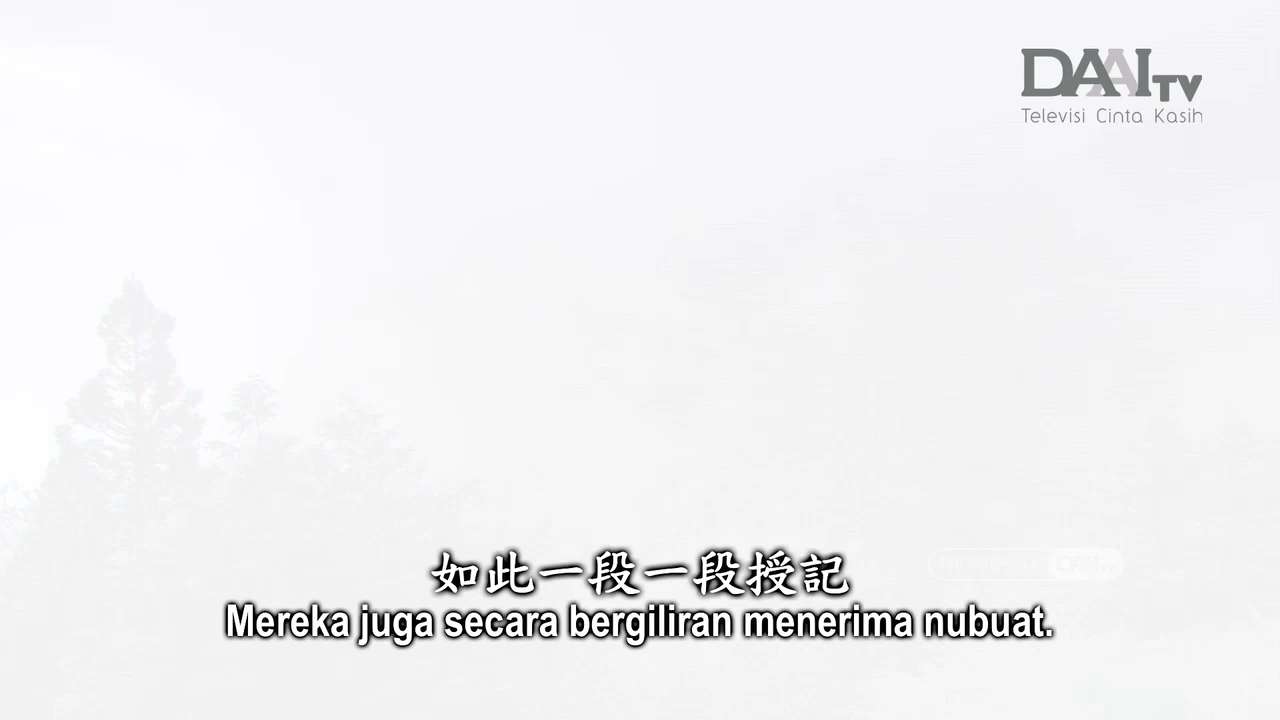 DAAI TV
Televisi Cinta Kasih
如此一段一段授記
Mereka juga secara bergiliran menerima nubuat.